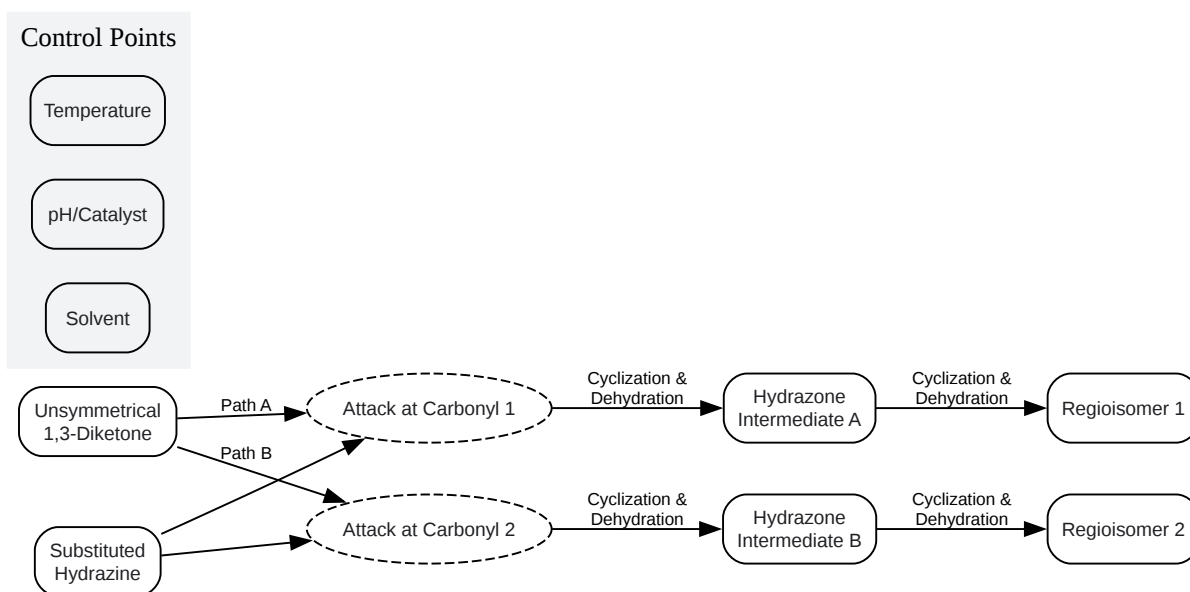 Control Points
Temperature
pH/Catalyst
Solvent
Unsymmetrical
1,3-Diketone
Path A
Path B
Substituted
Hydrazine
Attack at Carbonyl 1
Cyclization &
Dehydration
Hydrazone
Intermediate A
Cyclization &
Dehydration
Regioisomer 1
Attack at Carbonyl 2
Cyclization &
Dehydration
Hydrazone
Intermediate B
Cyclization &
Dehydration
Regioisomer 2